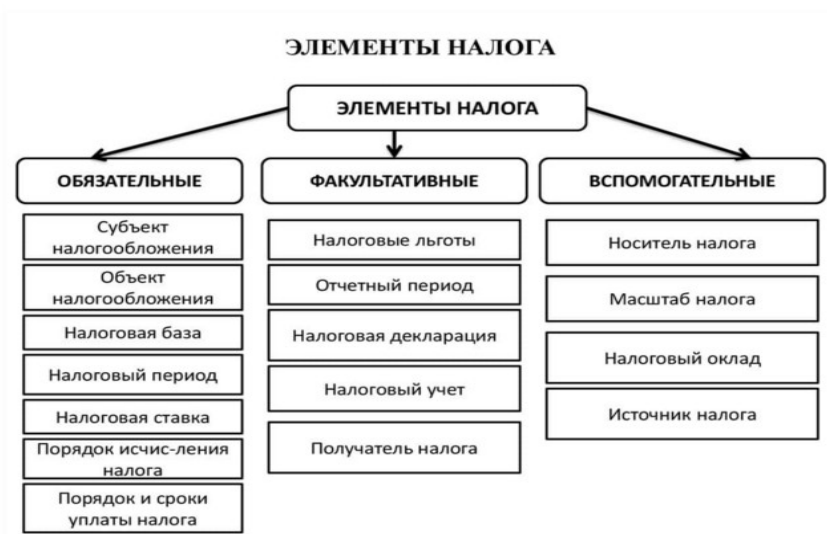 ЭЛЕМЕНТЫ НАЛОГА
ЭЛЕМЕНТЫ НАЛОГА
ОБЯЗАТЕЛЬНЫЕ
Субъект
налогообложения
Объект
налогообложения
Налоговая база
Налоговый период
Налоговая ставка
Порядок исчис-ления
налога
Порядок и сроки
уплаты налога
ФАКУЛЬТАТИВНЫЕ
Налоговые льготы
Отчетный период
Налоговая декларация
Налоговый учет
Получатель налога
ВСПОМОГАТЕЛЬНЫЕ
Носитель налога
Масштаб налога
Налоговый оклад
Источник налога